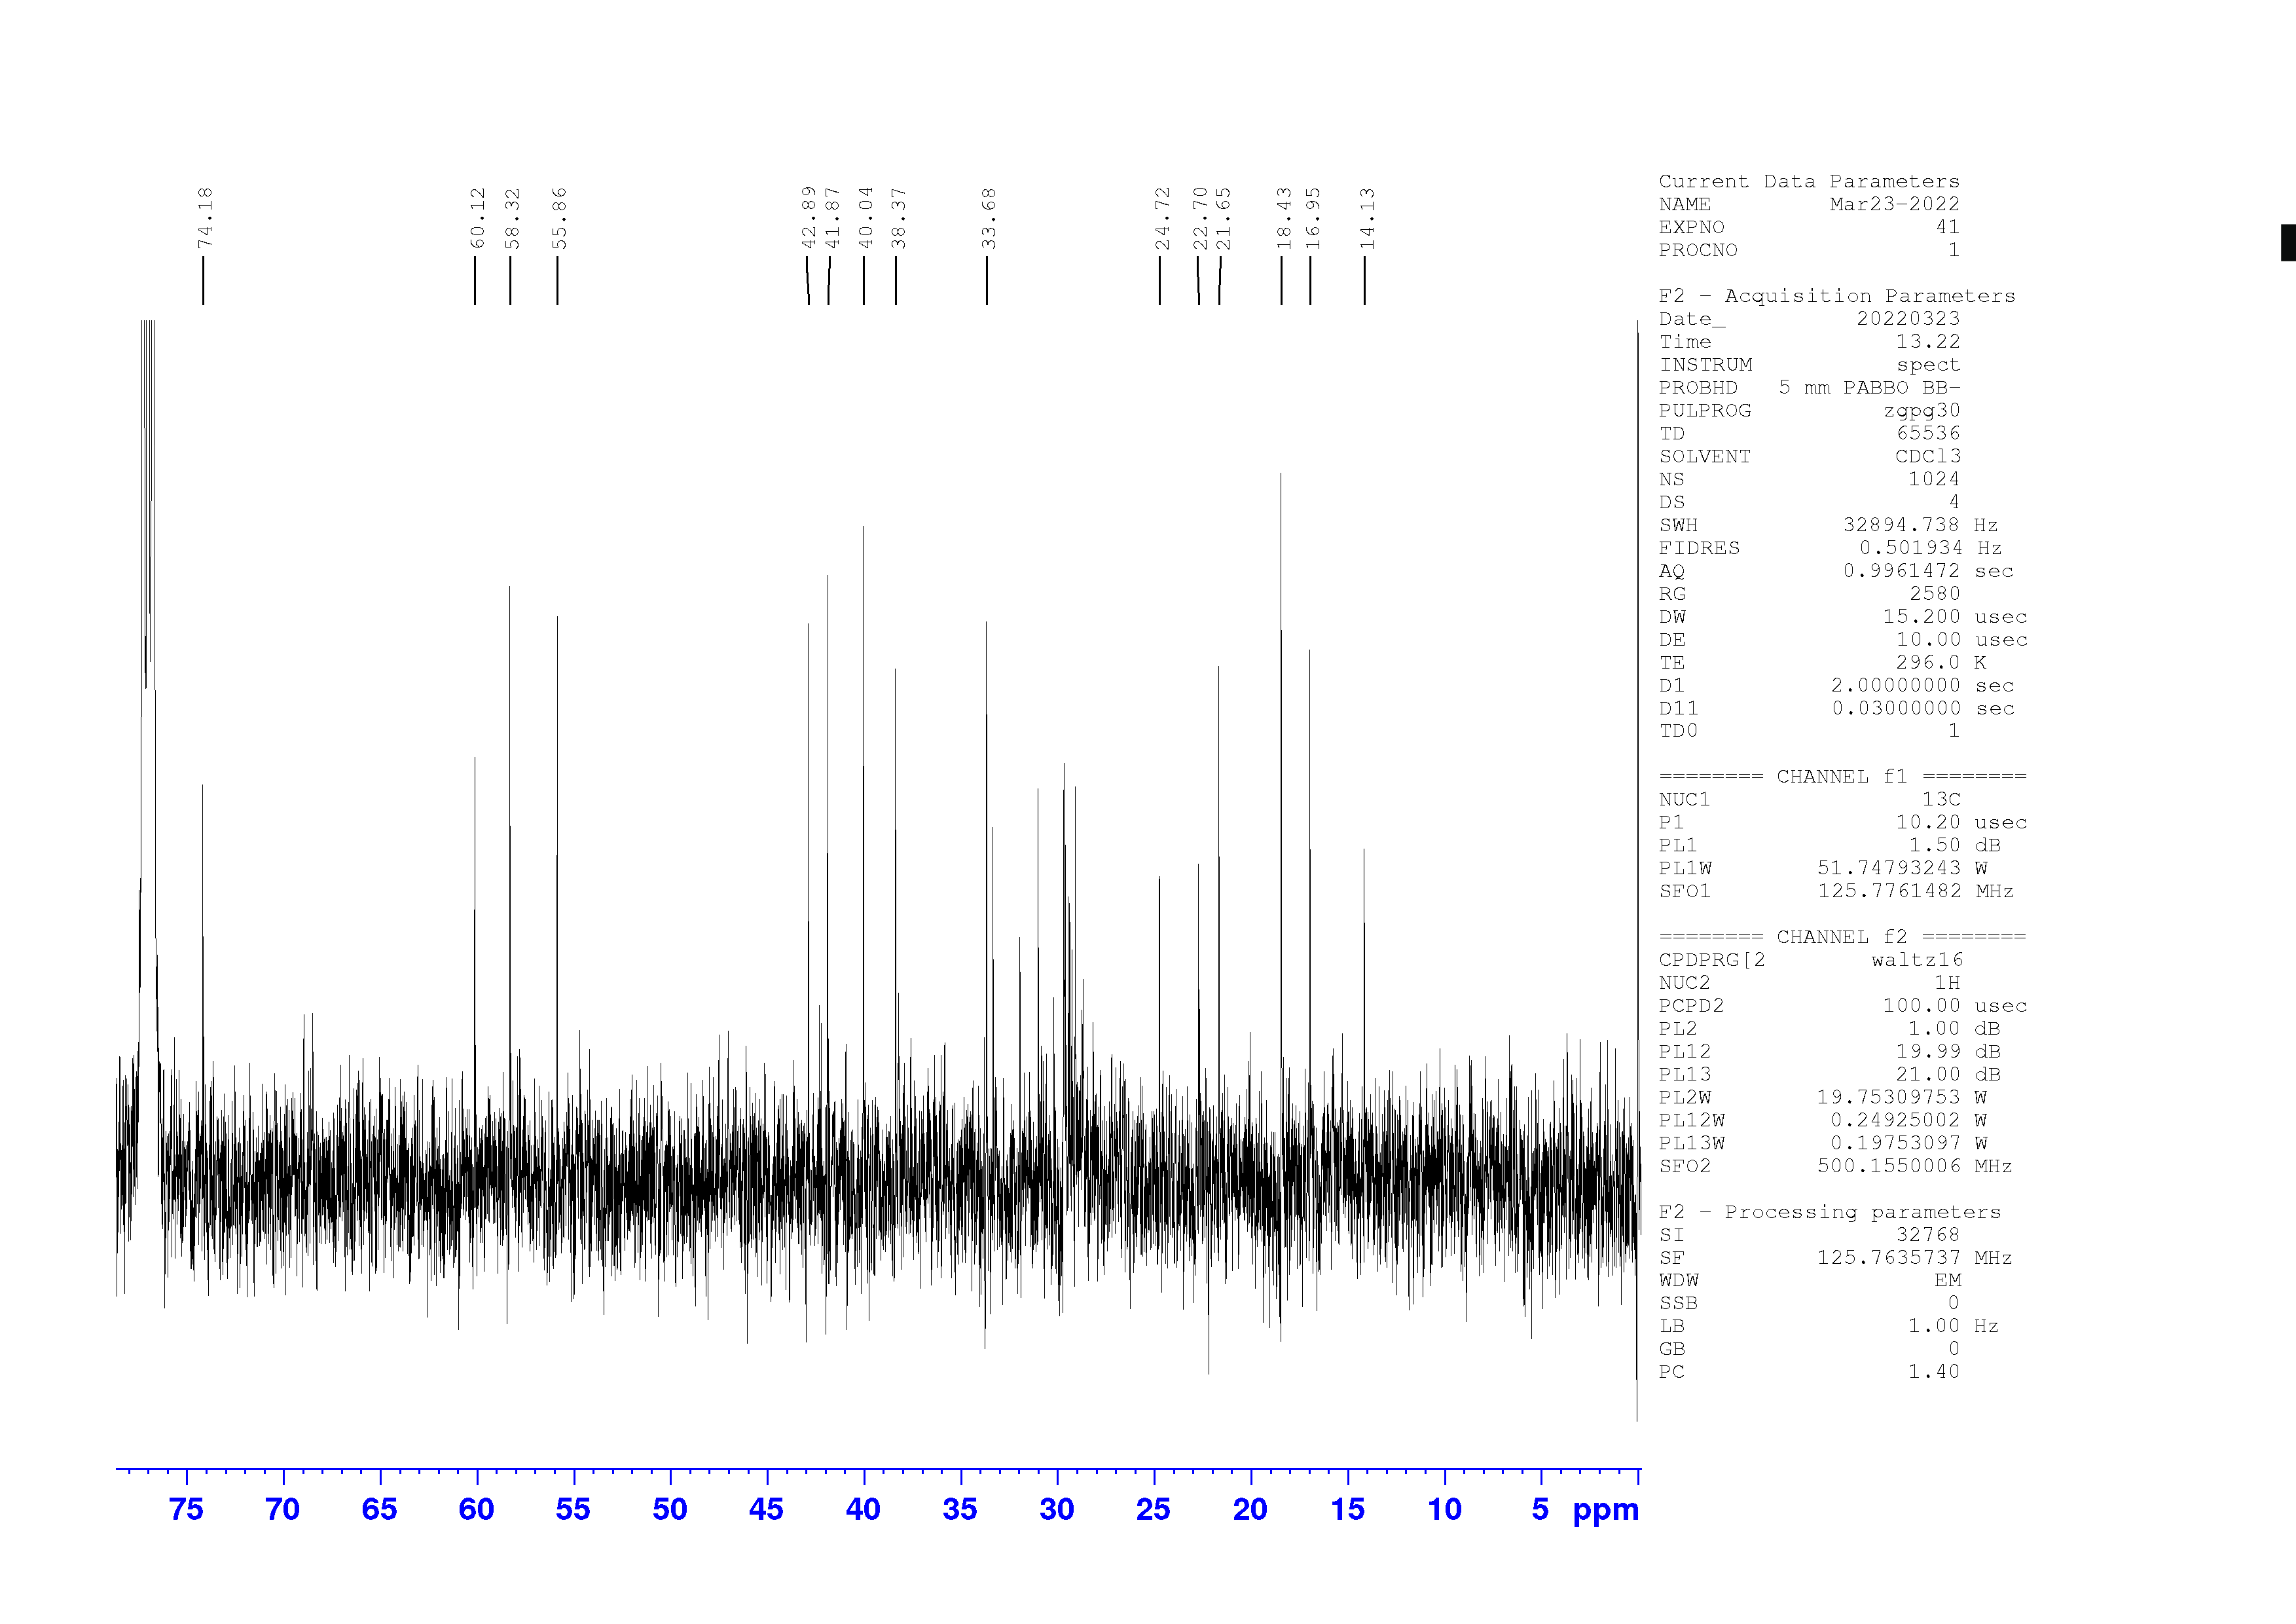 74.18
60.12
58.32
55.86
42.89
41.87
40.04
38.37
33.68
24.72
22.70
21.65
18.43
16.95
14.13
Current Data Parameters
NAME Mar23-2022
EXPNO 41
PROCNO 1
F2 - Acquisition Parameters
Date_ 20220323
Time 13.22
INSTRUM spect
PROBHD 5 mm PABBO BB-
PULPROG zgpg30
TD 65536
SOLVENT CDCl3
NS 1024
DS 4
SWH 32894.738 Hz
FIDRES 0.501934 Hz
AQ 0.9961472 sec
RG 2580
DW 15.200 usec
DE 10.00 usec
TE 296.0 K
D1 2.00000000 sec
D11 0.03000000 sec
TD0 1
======== CHANNEL f1 ========
NUC1 13C
P1 10.20 usec
PL1 1.50 dB
PL1W 51.74793243 W
SFO1 125.7761482 MHz
======== CHANNEL f2 ========
CPDPRG[2 waltz16
NUC2 1H
PCPD2 100.00 usec
PL2 1.00 dB
PL12 19.99 dB
PL13 21.00 dB
PL2W 19.75309753 W
PL12W 0.24925002 W
PL13W 0.19753097 W
SFO2 500.1550006 MHz
F2 - Processing parameters
SI 32768
SF 125.7635737 MHz
WDW EM
SSB 0
LB 1.00 Hz
GB 0
PC 1.40
75 70 65 60 55 50 45 40 35 30 25 20 15 10 5 ppm